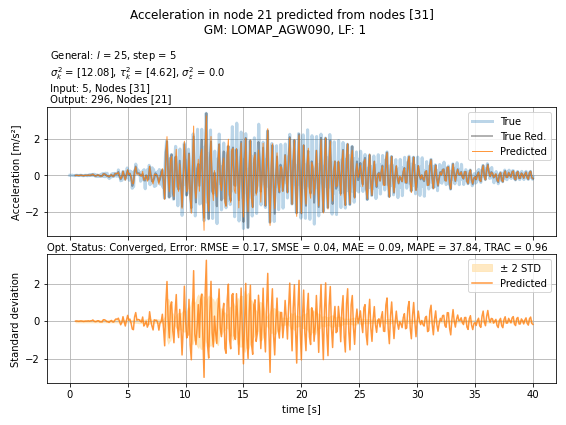 Acceleration in node 21 predicted from nodes [31]
GM: LOMAP_AGW090, LF: 1
General: l = 25, step = 5
σ²ₖ = [12.08], τ²ₖ = [4.62], σ²ₑ = 0.0
Input: 5, Nodes [31]
Output: 296, Nodes [21]
Acceleration [m/s²]
2
0
−2
True
True Red.
Predicted
Opt. Status: Converged, Error: RMSE = 0.17, SMSE = 0.04, MAE = 0.09, MAPE = 37.84, TRAC = 0.96
Standard deviation
2
0
−2
± 2 STD
Predicted
0 5 10 15 20 25 30 35 40
time [s]